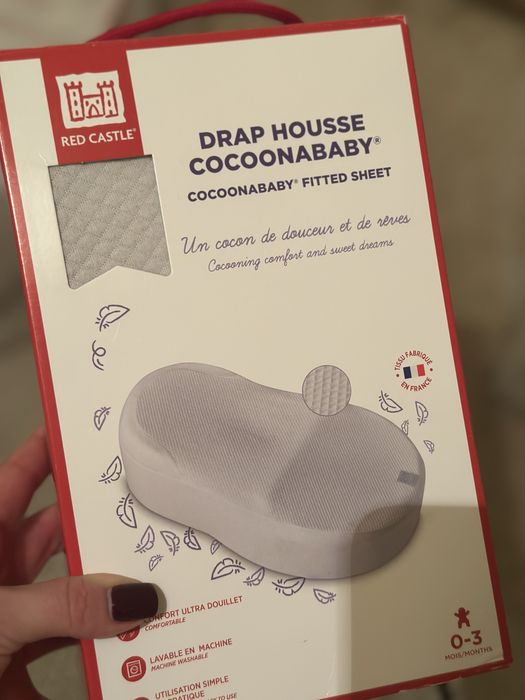 RED CASTLE®
DRAP HOUSSE
COCOONABABY®
COCOONABABY® FITTED SHEET
Un cocon de douceur et de rêves
Cocooning comfort and sweet dreams
TISSU FABRIQUÉ
EN FRANCE
CONFORT ULTRA DOUILLET
COMFORTABLE
LAVABLE EN MACHINE
MACHINE WASHABLE
UTILISATION SIMPLE
TO USE
0-3
MOIS/MONTHS